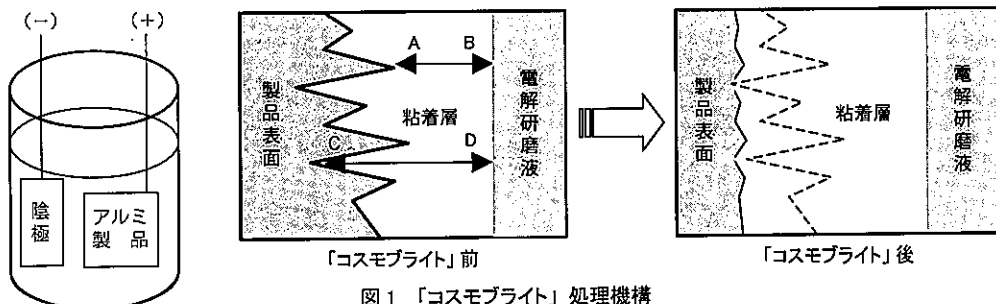 (－) (＋)
陰極
アルミ
製品
製品表面
A B
粘着層
C D
電解研磨液
「コスモブライト」前
製品表面
粘着層
電解研磨液
「コスモブライト」後
図1 「コスモブライト」処理機構